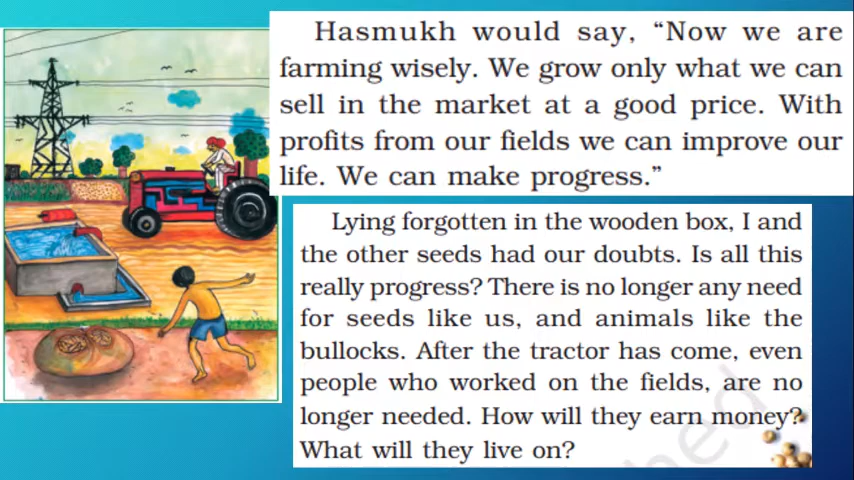 Hasmukh would say, “Now we are
farming wisely. We grow only what we can
sell in the market at a good price. With
profits from our fields we can improve our
life. We can make progress.”
Lying forgotten in the wooden box, I and
the other seeds had our doubts. Is all this
really progress? There is no longer any need
for seeds like us, and animals like the
bullocks. After the tractor has come, even
people who worked on the fields, are no
longer needed. How will they earn money?
What will they live on?